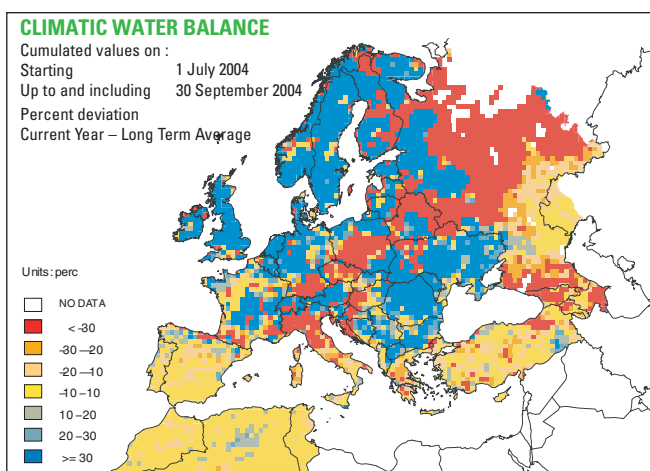 CLIMATIC WATER BALANCE
Cumulated values on :
Starting 1 July 2004
Up to and including 30 September 2004
Percent deviation
Current Year – Long Term Average
Units: perc
NO DATA
< -30
-30 —20
-20 —10
-10 -10
10 -20
20 -30
>= 30